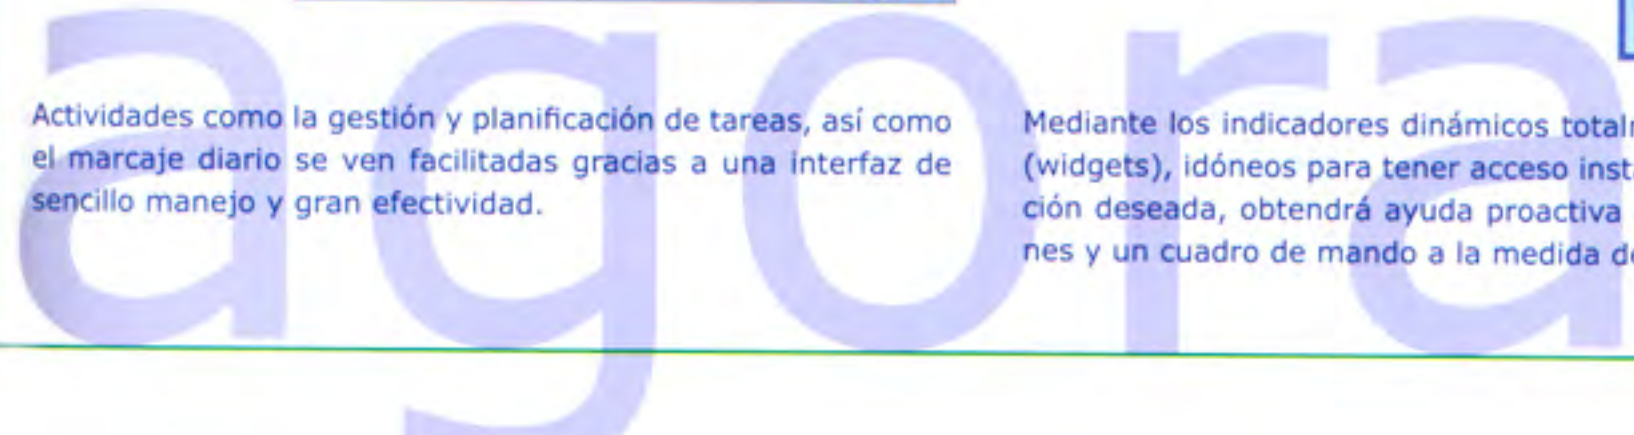 agora
Actividades como la gestión y planificación de tareas, así como
el marcaje diario se ven facilitadas gracias a una interfaz de
sencillo manejo y gran efectividad.
Mediante los indicadores dinámicos
(widgets), idóneos para tener acceso
ción deseada, obtendrá ayuda proactiva
nes y un cuadro de mando a la medida